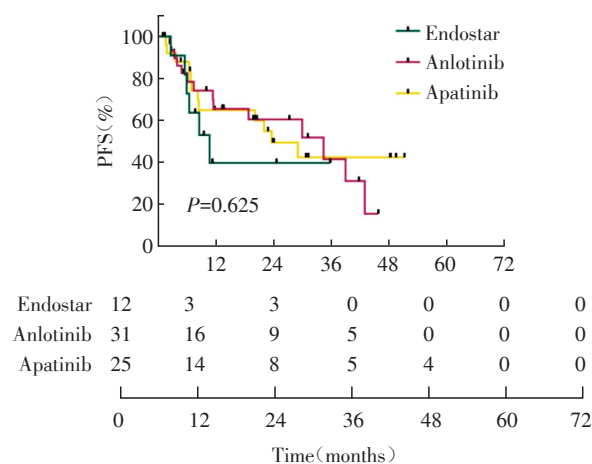 100
80
60
40
20
0
PFS(%)
Endostar
Anlotinib
Apatinib
P=0.625
12 24 36 48 60 72
Endostar 12 3 3 0 0 0 0
Anlotinib 31 16 9 5 0 0 0
Apatinib 25 14 8 5 4 0 0
0 12 24 36 48 60 72
Time(months)